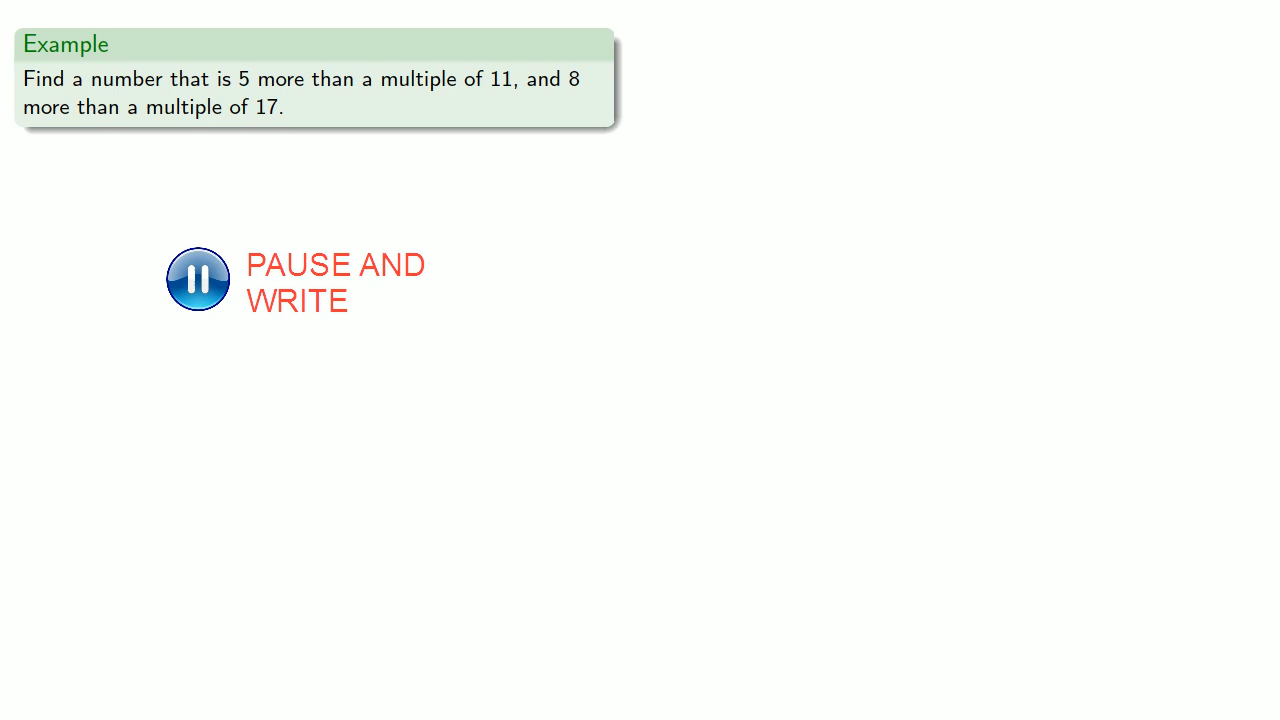 Example
Find a number that is 5 more than a multiple of 11, and 8
more than a multiple of 17.
PAUSE AND
WRITE